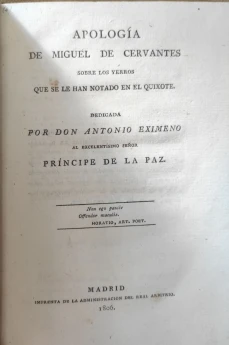 APOLOGÍA
DE MIGUEL DE CERVANTES
SOBRE LOS YERROS
QUE SE LE HAN NOTADO EN EL QUIXOTE.
DEDICADA
POR DON ANTONIO EXIMENO
AL EXCELENTISIMO SEÑOR
PRÍNCIPE DE LA PAZ.
Non ego paucis
Offendar maculis.
HORATIO, ART. POET.
MADRID
IMPRENTA DE LA ADMINISTRACION DEL REAL ARBITRIO.
1806.